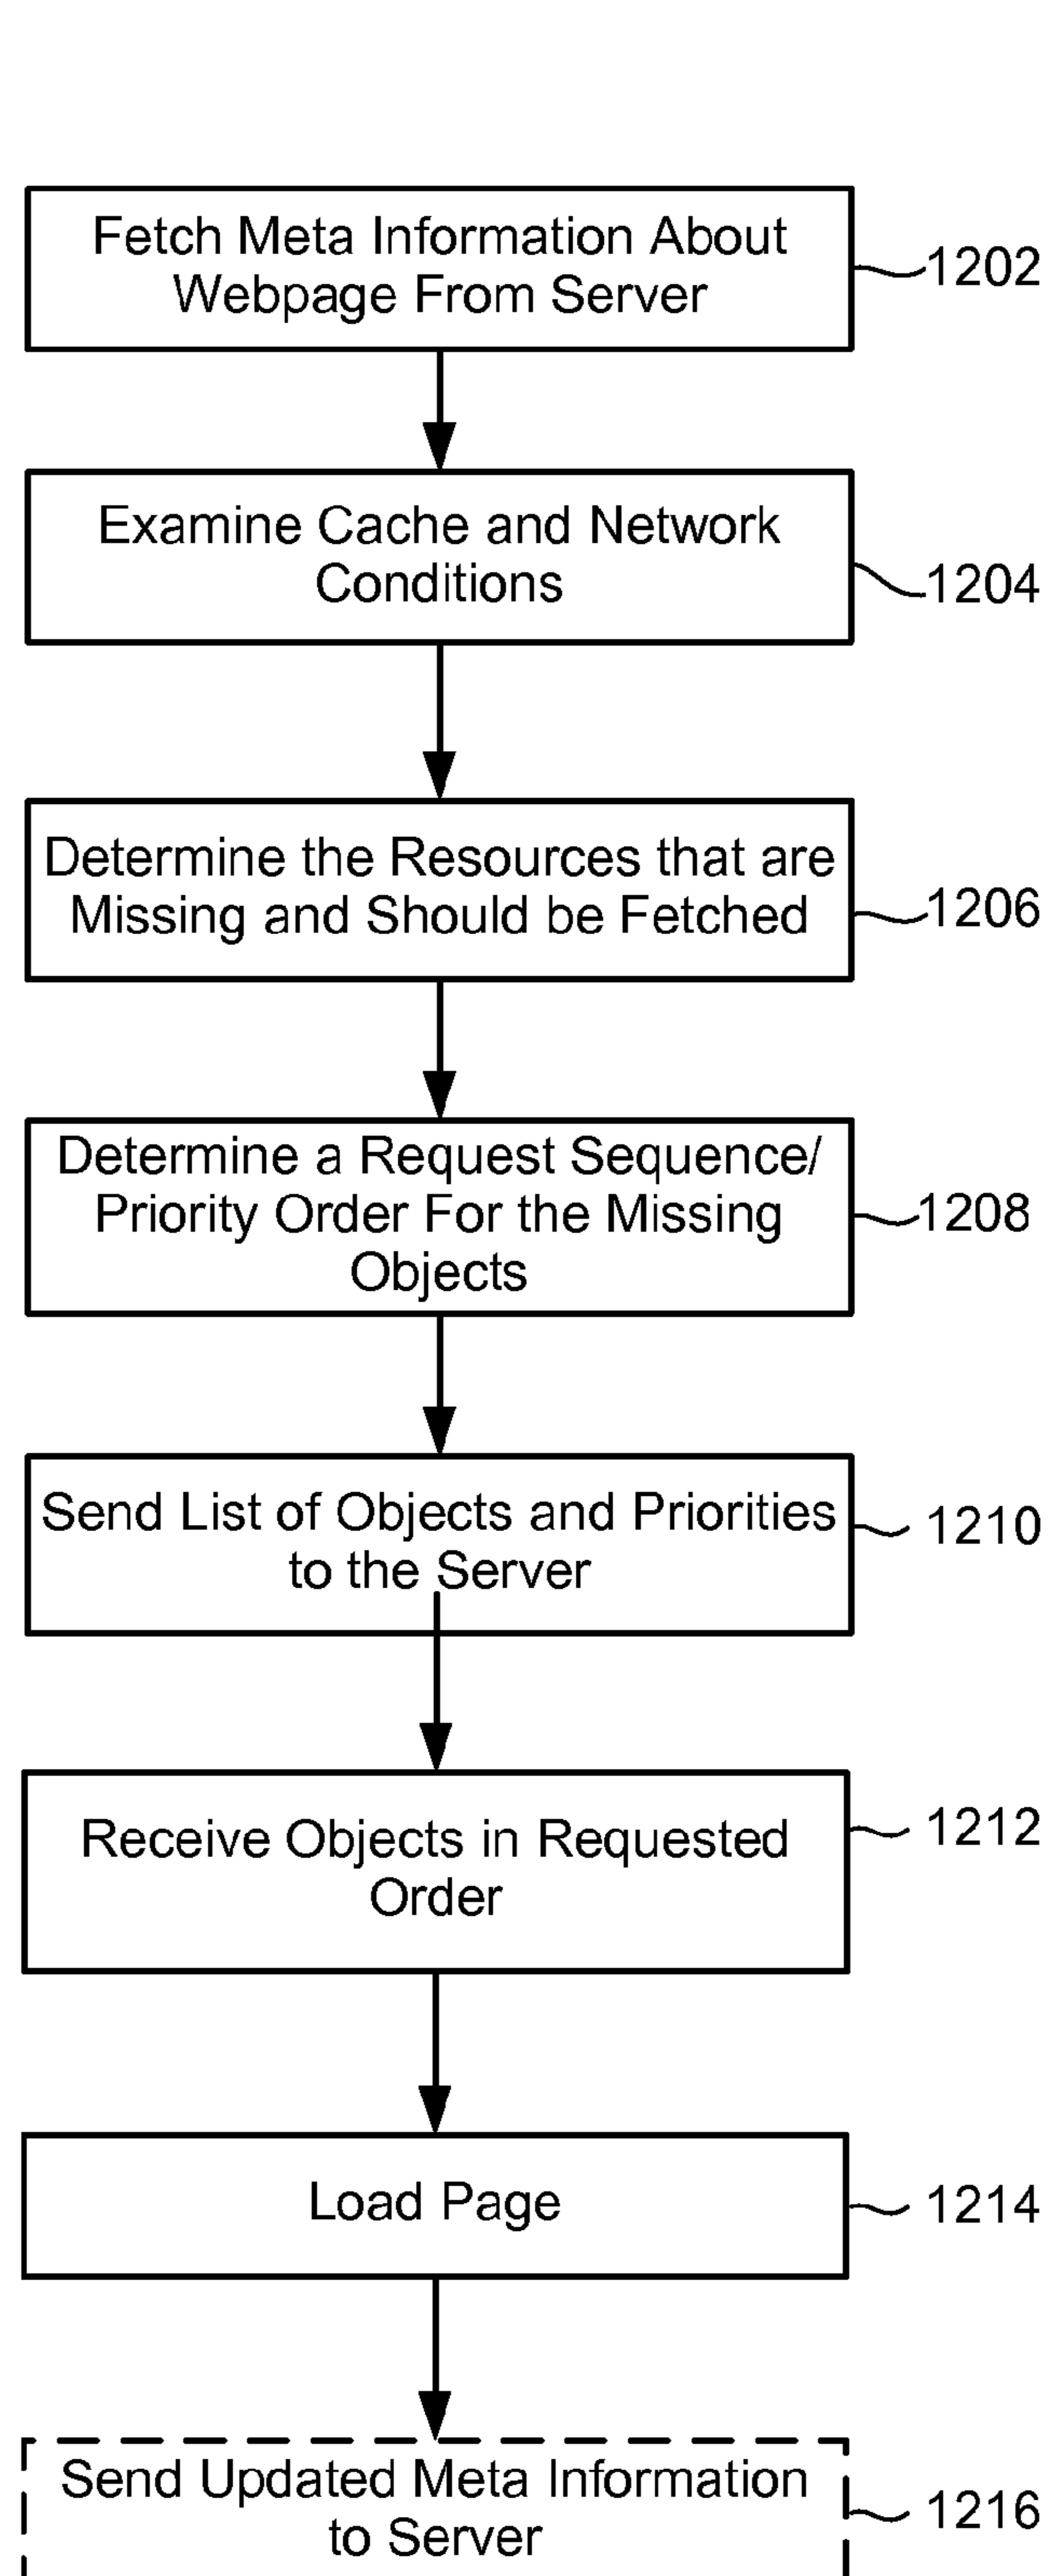 Fetch Meta Information About
Webpage From Server
1202
Examine Cache and Network
Conditions
1204
Determine the Resources that are
Missing and Should be Fetched
1206
Determine a Request Sequence/
Priority Order For the Missing
Objects
1208
Send List of Objects and Priorities
to the Server
1210
Receive Objects in Requested
Order
1212
Load Page
1214
Send Updated Meta Information
to Server
1216